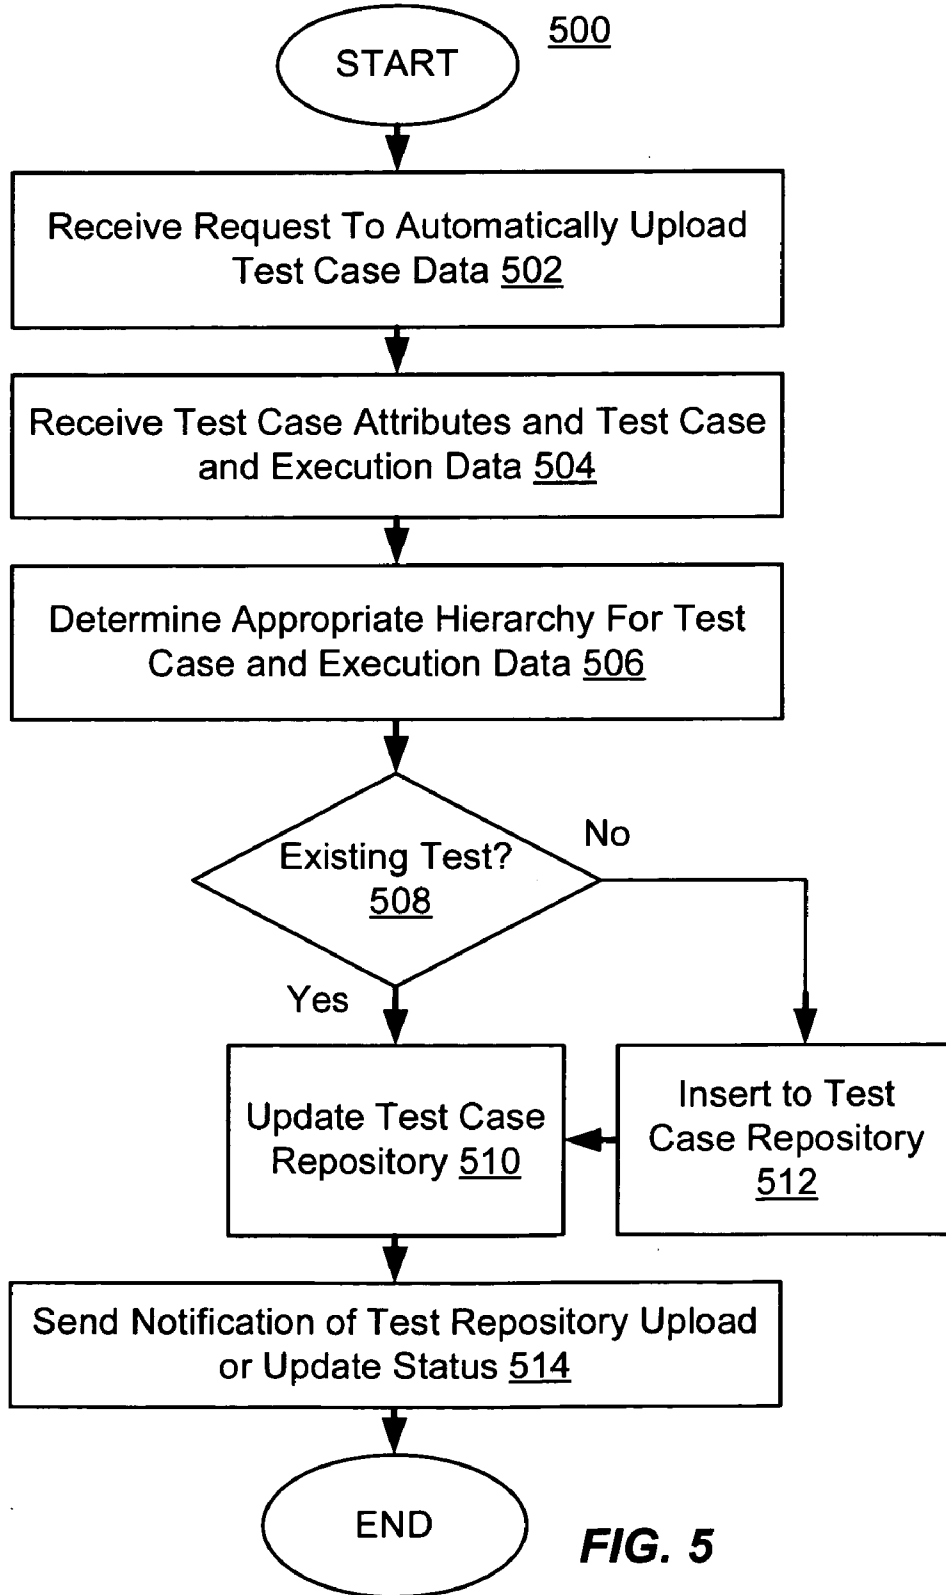 500
START
Receive Request To Automatically Upload
Test Case Data 502
Receive Test Case Attributes and Test Case
and Execution Data 504
Determine Appropriate Hierarchy For Test
Case and Execution Data 506
Existing Test?
508
No
Yes
Update Test Case
Repository 510
Insert to Test
Case Repository
512
Send Notification of Test Repository Upload
or Update Status 514
END
FIG. 5